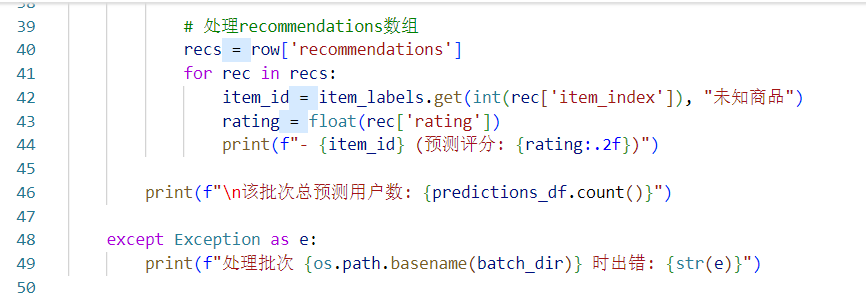 39 # 处理recommendations数组
40 recs = row['recommendations']
41 for rec in recs:
42 item_id = item_labels.get(int(rec['item_index']), "未知商品")
43 rating = float(rec['rating'])
44 print(f"- {item_id} (预测评分: {rating:.2f})")
45
46 print(f"\n该批次总预测用户数: {predictions_df.count()}")
47
48 except Exception as e:
49 print(f"处理批次 {os.path.basename(batch_dir)} 时出错: {str(e)}")
50